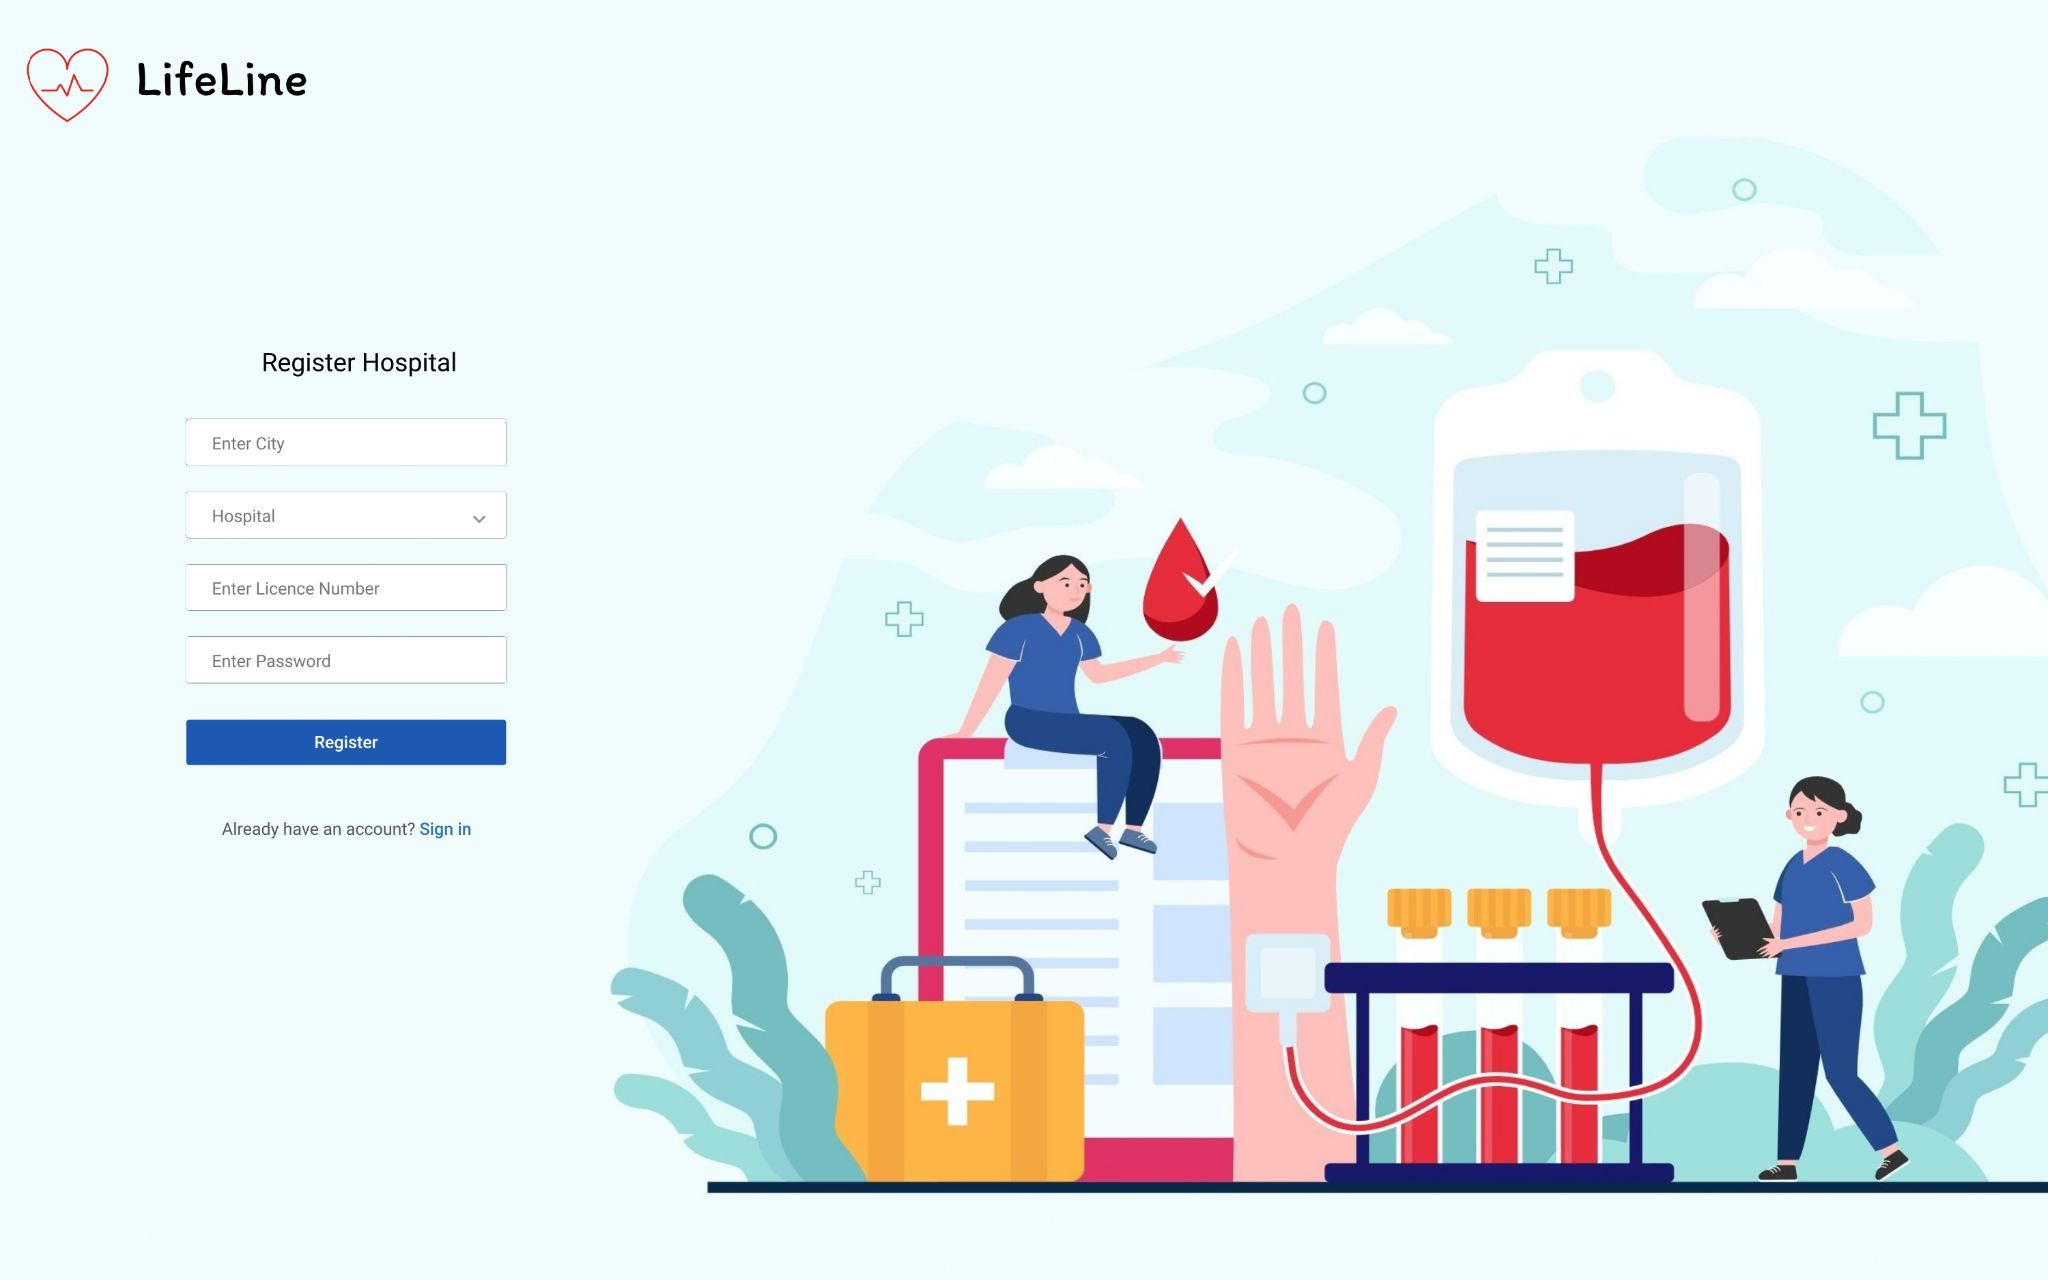 LifeLine
Register Hospital
Enter City
Hospital
Enter Licence Number
Enter Password
Register
Already have an account? Sign in